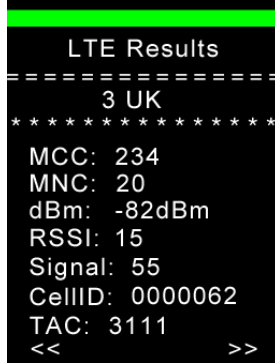 LTE Results
===============
3 UK
***************
MCC: 234
MNC: 20
dBm: -82dBm
RSSI: 15
Signal: 55
CellID: 0000062
TAC: 3111
<< >>